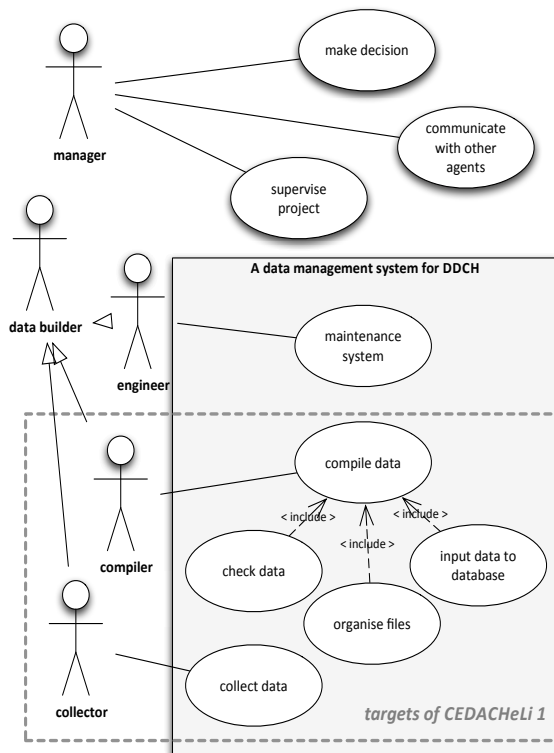 make decision
manager
communicate
with other
agents
supervise
project
data builder
A data management system for DDCH
engineer
maintenance
system
compile data
compiler
< include >
< include >
< include >
check data
input data to
database
organise files
collector
collect data
targets of CEDACHeLi 1